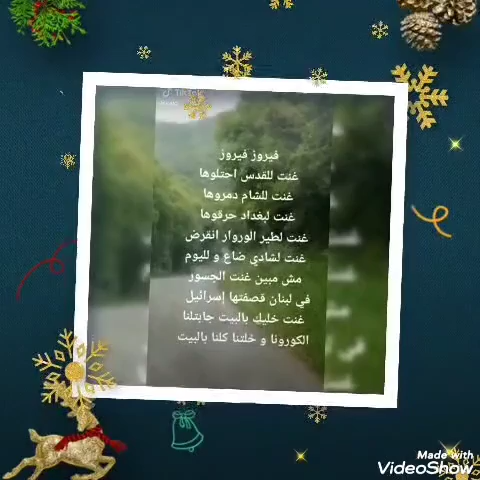 TikTok
فيروز فيروز
غنت للقدس احتلوها
غنت للشام دمروها
غنت لبغداد حرقوها
غنت لطير الوروار انقرض
غنت لشادي ضاع و لليوم
مش مبين غنت الجسور
في لبنان قصفتها إسرائيل
غنت خليك بالبيت جابتلنا
الكورونا و خلتنا كلنا بالبيت
Made with
VideoShow